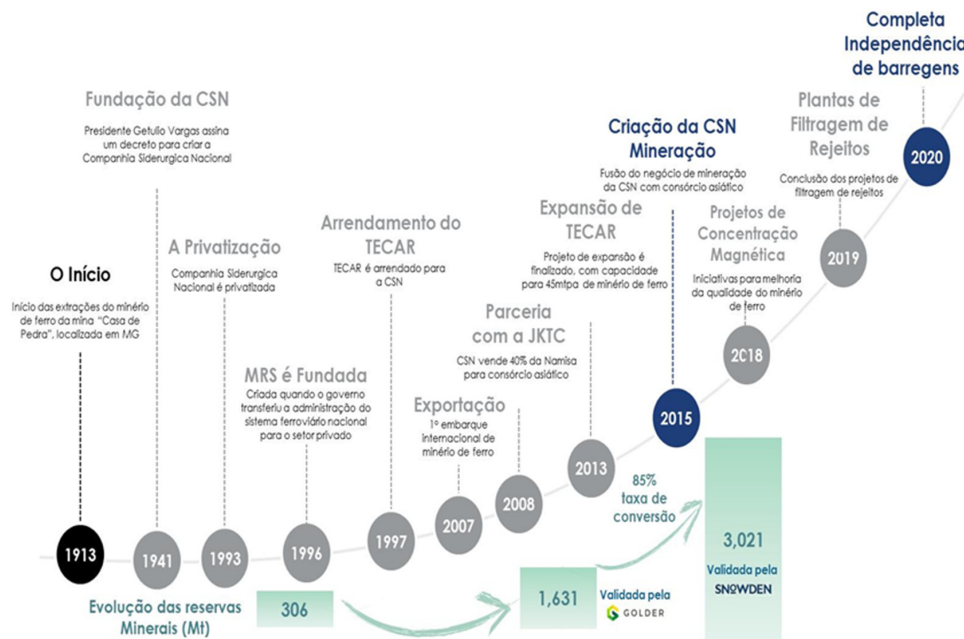 O Início
Início das extrações do minério
de ferro da mina "Casa de
Pedra", localizada em MG
1913
Fundação da CSN
Presidente Getulio Vargas assina
um decreto para criar a
Companhia Siderurgica Nacional
1941
A Privatização
Companhia Siderurgica
Nacional é privatizada
1993
MRS é Fundada
Criada quando o governo
transferiu a administração do
sistema ferroviário nacional
para o setor privado
1996
Arrendamento do
TECAR
TECAR é arrendado para
a CSN
1997
Exportação
1º embarque
internacional de
minério de ferro
2007
Parceria
com a JKTC
CSN vende 40% da Namisa
para consórcio asiático
2008
Expansão de
TECAR
Projeto de expansão é
finalizado, com capacidade
para 45mtpa de minério de ferro
2013
Criação da CSN
Mineração
Fusão do negócio de mineração
da CSN com consórcio asiático
2015
Projetos de
Concentração
Magnética
Iniciativas para melhoria
da qualidade do minério
de ferro
2018
Plantas de
Filtragem de
Rejeitos
Conclusão dos projetos de
filtragem de rejeitos
2019
Completa
Independência
de barregens
2020
Evolução das reservas
Minerais (Mt)
306
1,631
Validada pela
GOLDER
85%
taxa de
conversão
3,021
Validada pela
SNOWDEN